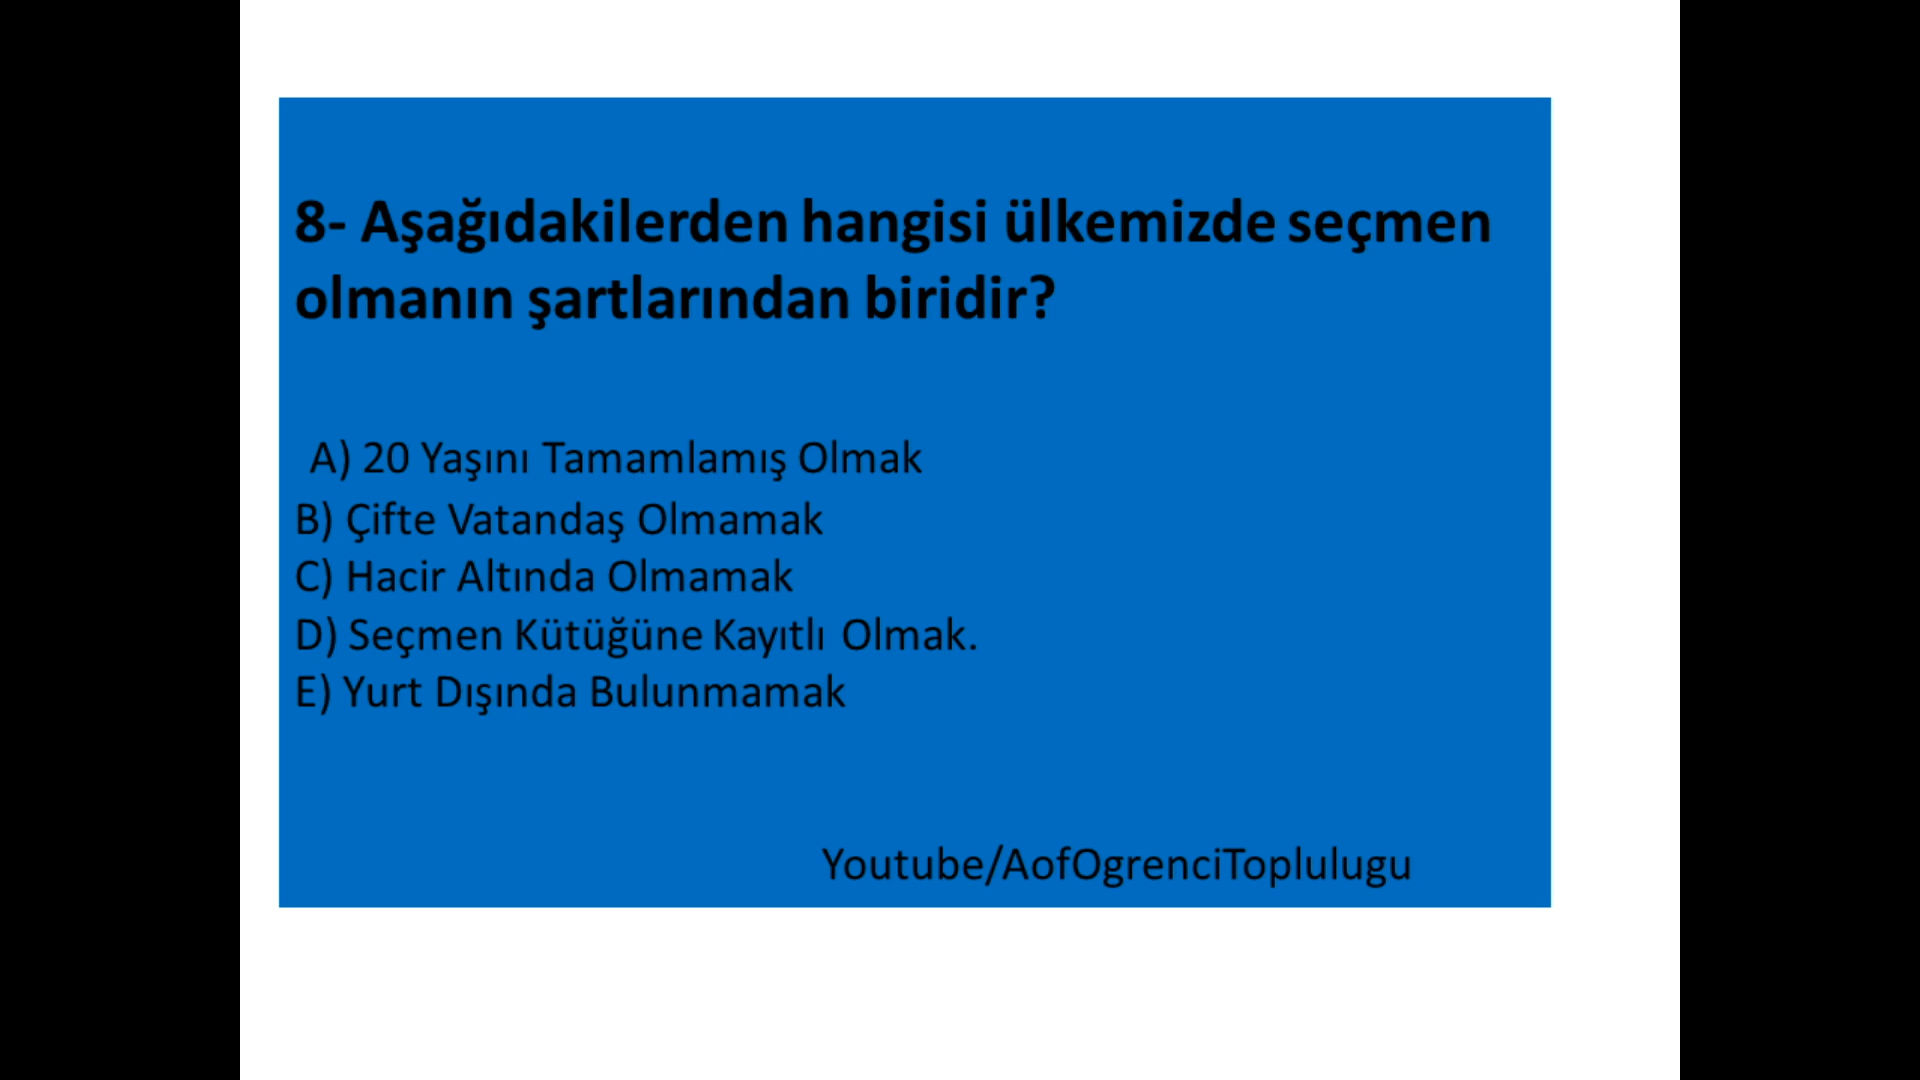 8- Aşağıdakilerden hangisi ülkemizde seçmen
olmanın şartlarından biridir?
A) 20 Yaşını Tamamlamış Olmak
B) Çifte Vatandaş Olmamak
C) Hacir Altında Olmamak
D) Seçmen Kütüğüne Kayıtlı Olmak.
E) Yurt Dışında Bulunmamak
Youtube/AofOgrenciToplulugu